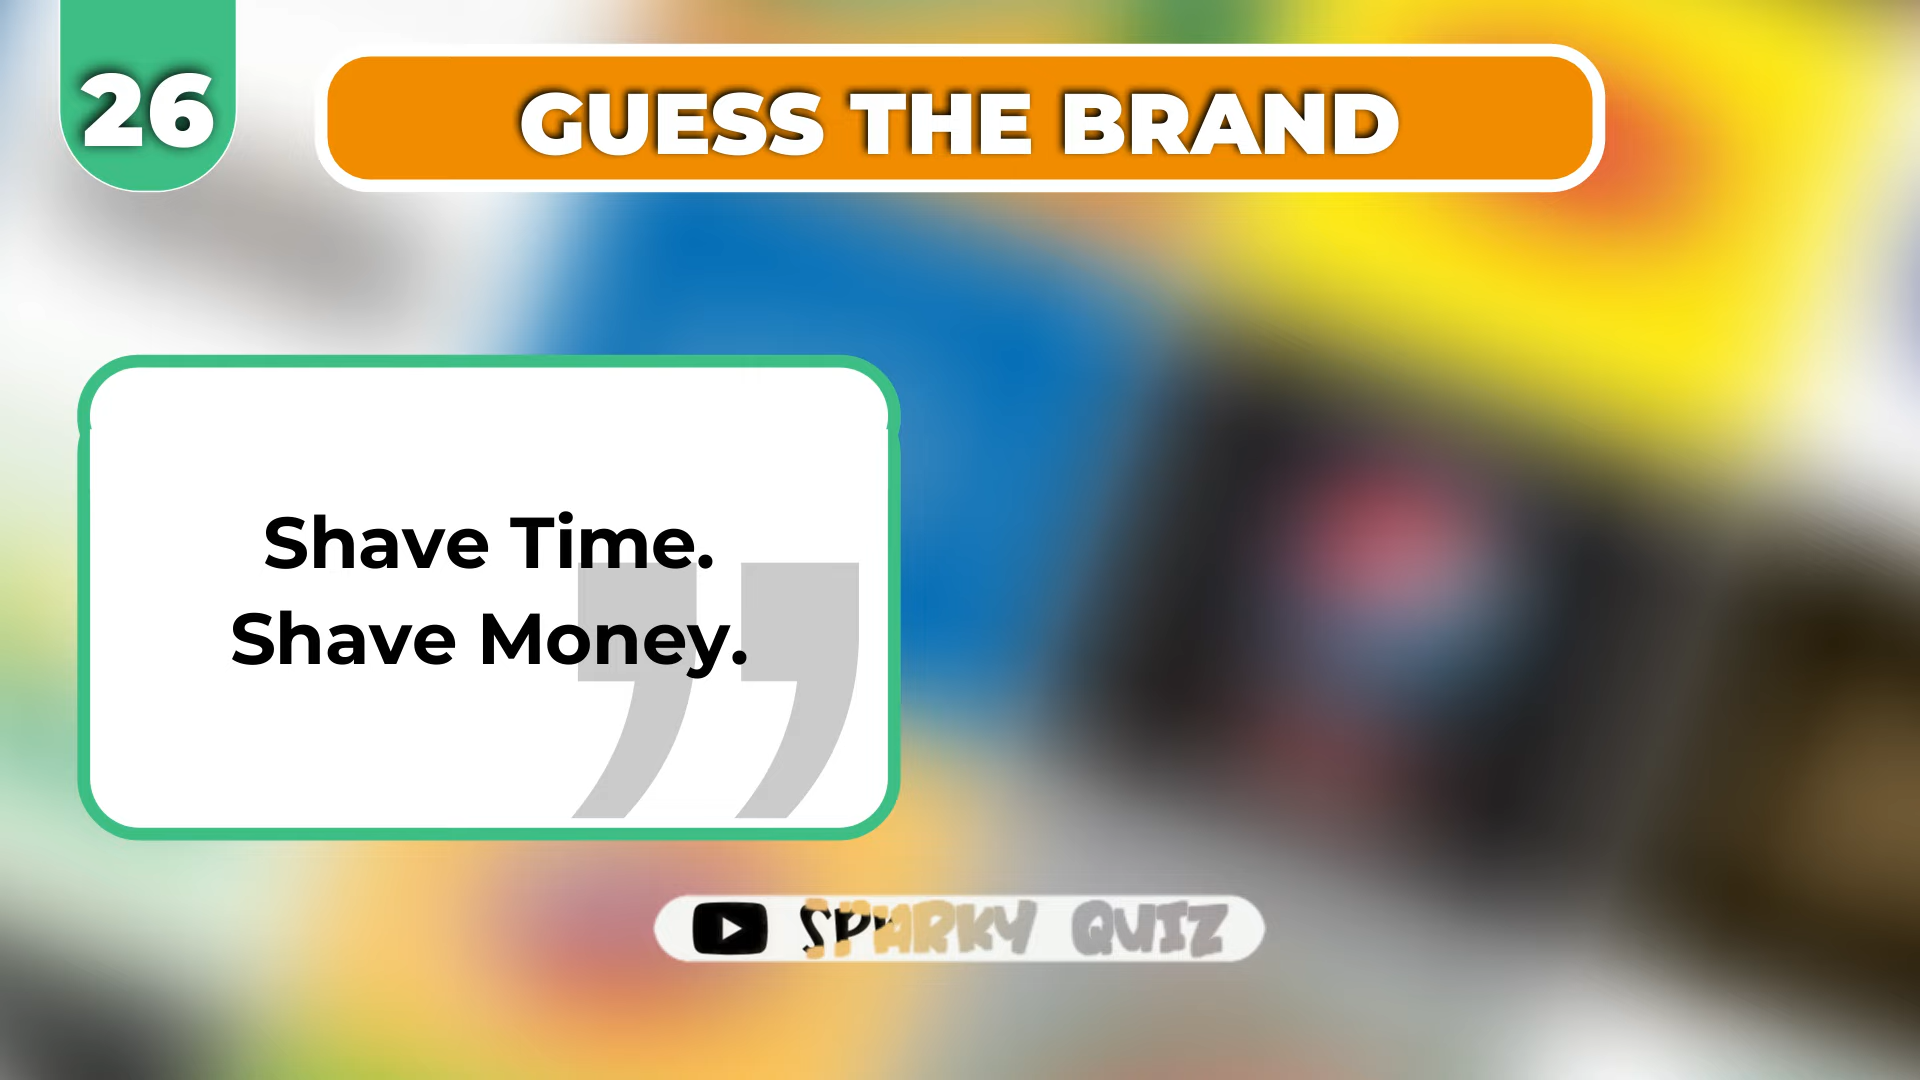 26
GUESS THE BRAND
Shave Time.
Shave Money.
SPARKY QUIZ